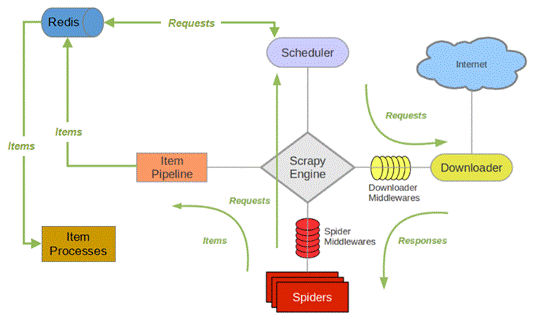 Redis
Requests
Scheduler
Internet
Requests
Items
Items
Item
Pipeline
Scrapy
Engine
Downloader
Downloader
Middlewares
Requests
Items
Spider
Middlewares
Responses
Item
Processes
Spiders